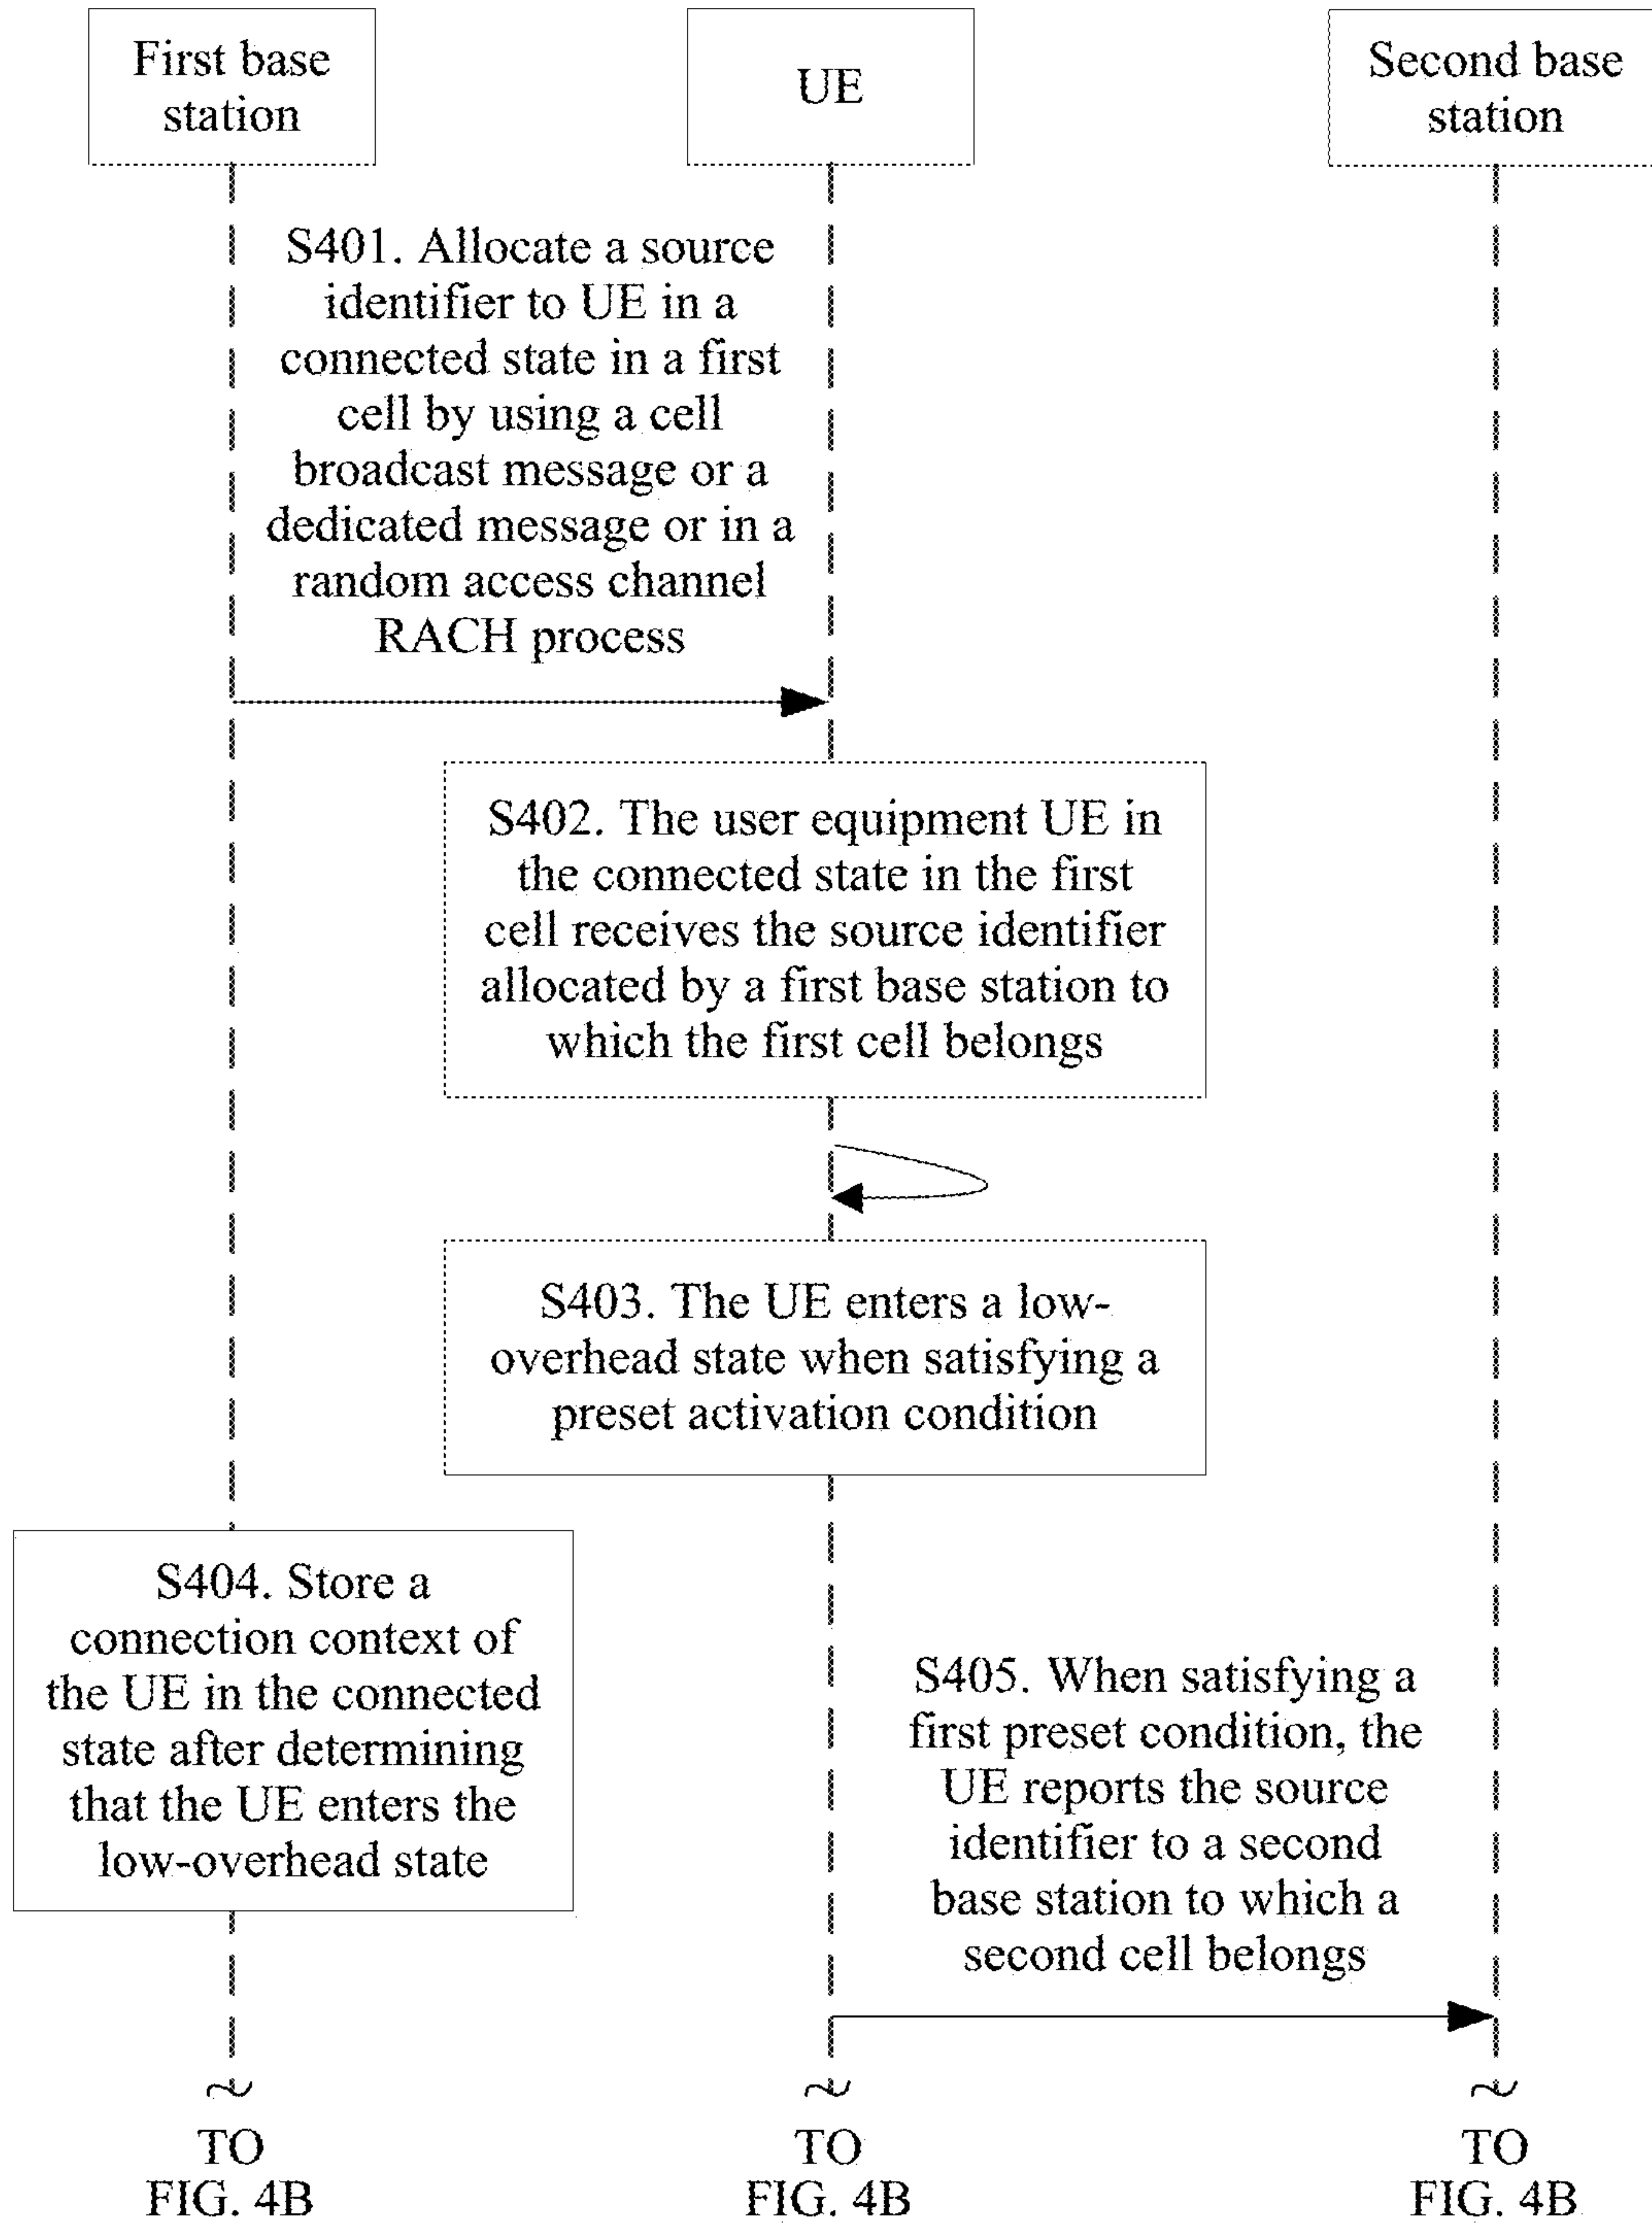 First base
station
UE
Second base
station
S401. Allocate a source
identifier to UE in a
connected state in a first
cell by using a cell
broadcast message or a
dedicated message or in a
random access channel
RACH process
S402. The user equipment UE in
the connected state in the first
cell receives the source identifier
allocated by a first base station to
which the first cell belongs
S403. The UE enters a low-
overhead state when satisfying a
preset activation condition
S404. Store a
connection context of
the UE in the connected
state after determining
that the UE enters the
low-overhead state
S405. When satisfying a
first preset condition, the
UE reports the source
identifier to a second
base station to which a
second cell belongs
TO
FIG. 4B
TO
FIG. 4B
TO
FIG. 4B